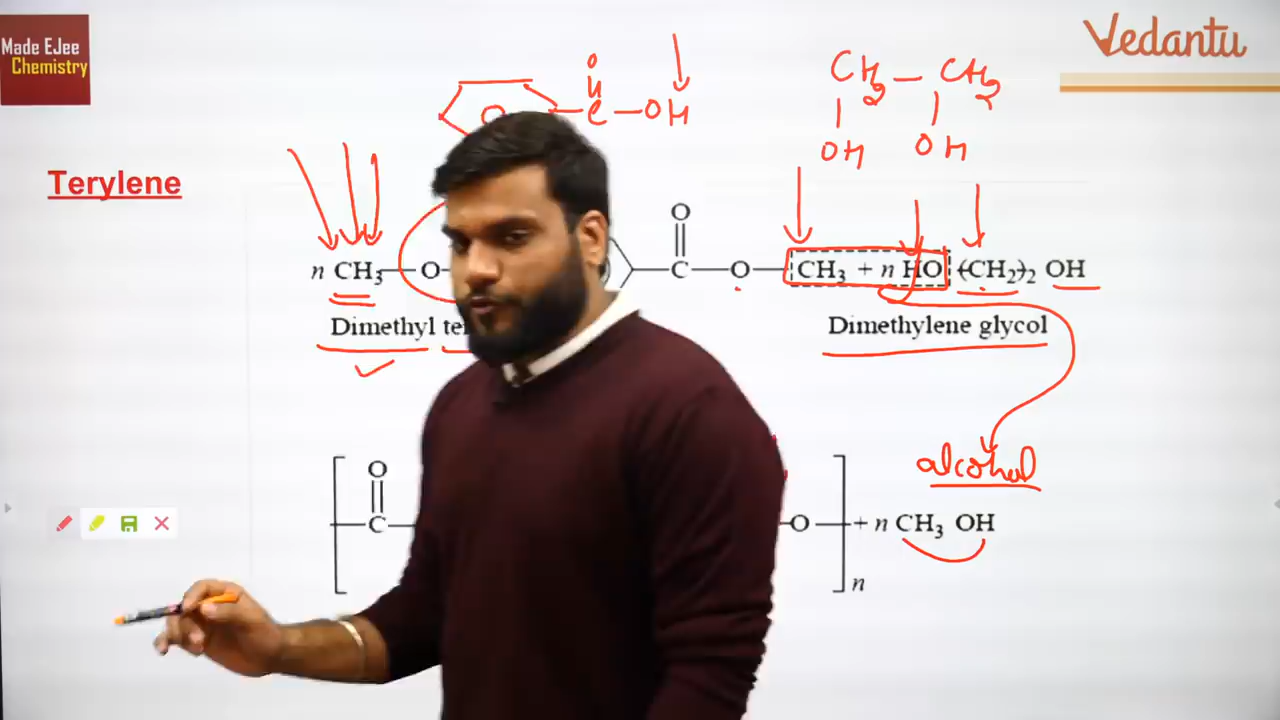 Made EJee
Chemistry
Vedantu
O
C—OH
CH2—CH2
OH OH
Terylene
O
n CH3—O C—O—CH3 + n HO (CH2)2 OH
Dimethyl Dimethylene glycol
alcohol
O
C— O + n CH3 OH
n